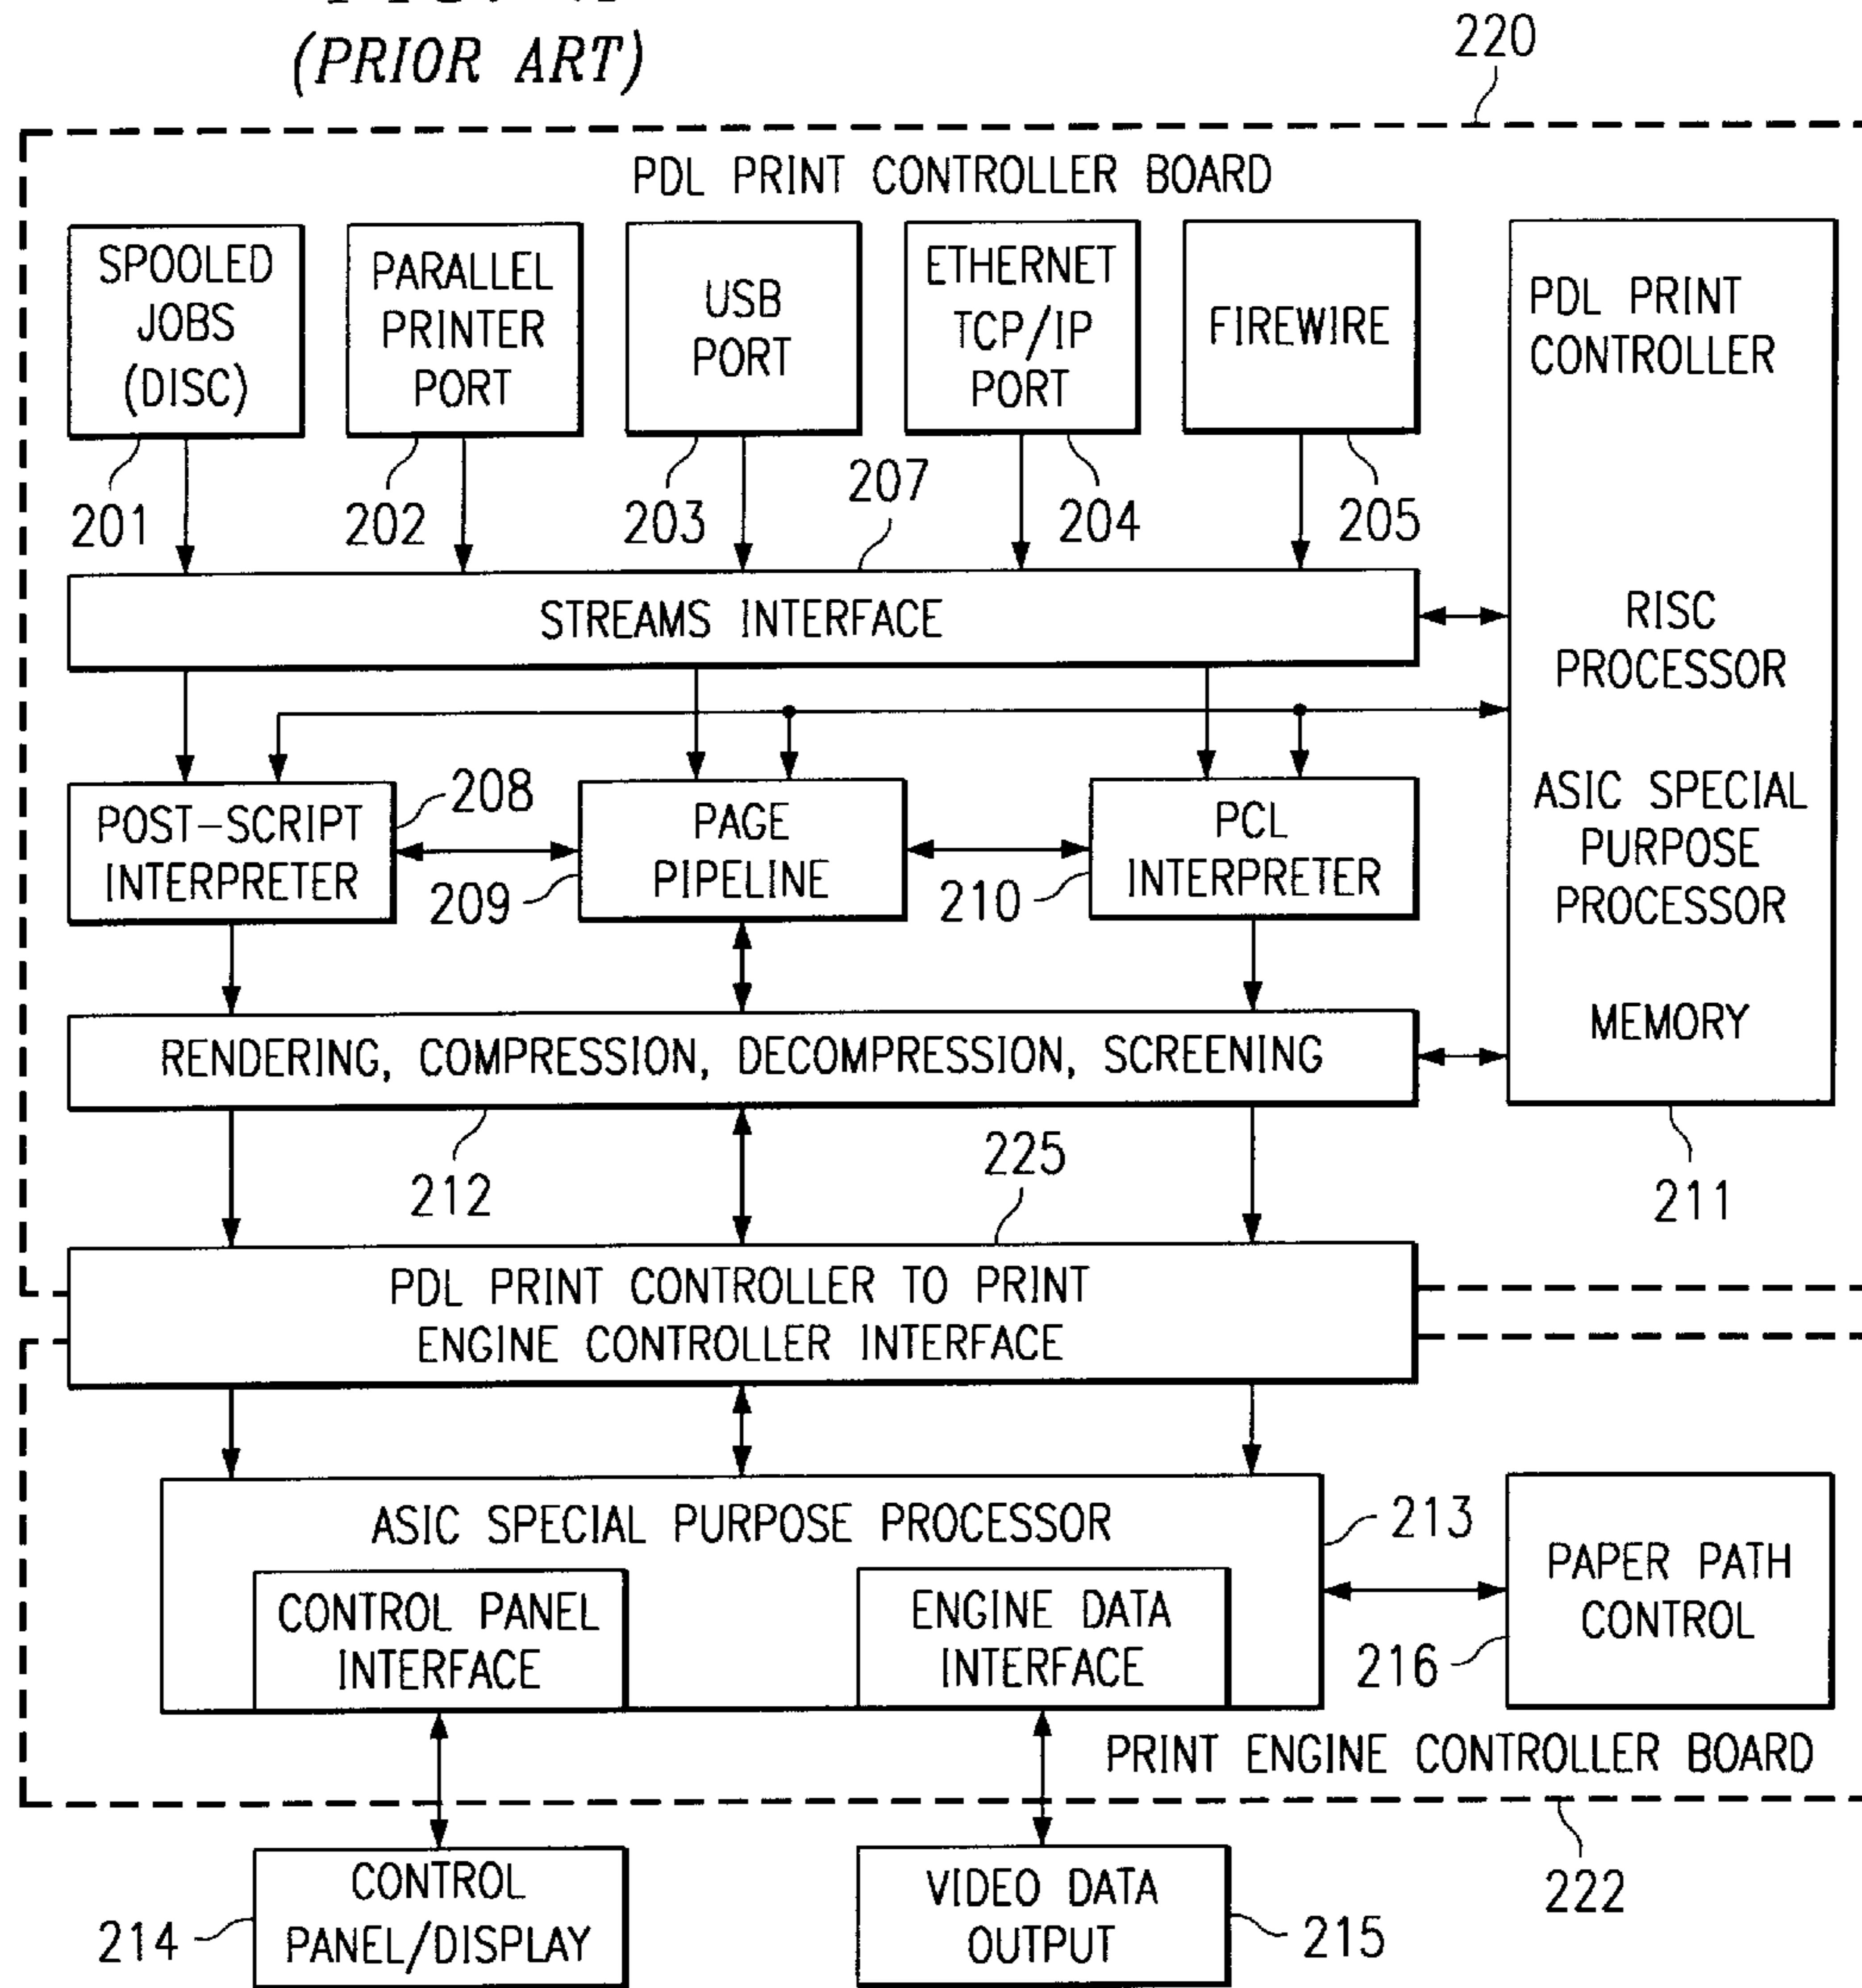 (PRIOR ART)
220
PDL PRINT CONTROLLER BOARD
SPOOLED
JOBS
(DISC)
PARALLEL
PRINTER
PORT
USB
PORT
ETHERNET
TCP/IP
PORT
FIREWIRE
PDL PRINT
CONTROLLER
RISC
PROCESSOR
ASIC SPECIAL
PURPOSE
PROCESSOR
MEMORY
201
202
203
207
204
205
STREAMS INTERFACE
POST-SCRIPT
INTERPRETER
208
209
PAGE
PIPELINE
210
PCL
INTERPRETER
RENDERING, COMPRESSION, DECOMPRESSION, SCREENING
212
225
211
PDL PRINT CONTROLLER TO PRINT
ENGINE CONTROLLER INTERFACE
ASIC SPECIAL PURPOSE PROCESSOR
213
CONTROL PANEL
INTERFACE
ENGINE DATA
INTERFACE
PAPER PATH
CONTROL
216
PRINT ENGINE CONTROLLER BOARD
222
CONTROL
PANEL/DISPLAY
214
VIDEO DATA
OUTPUT
215